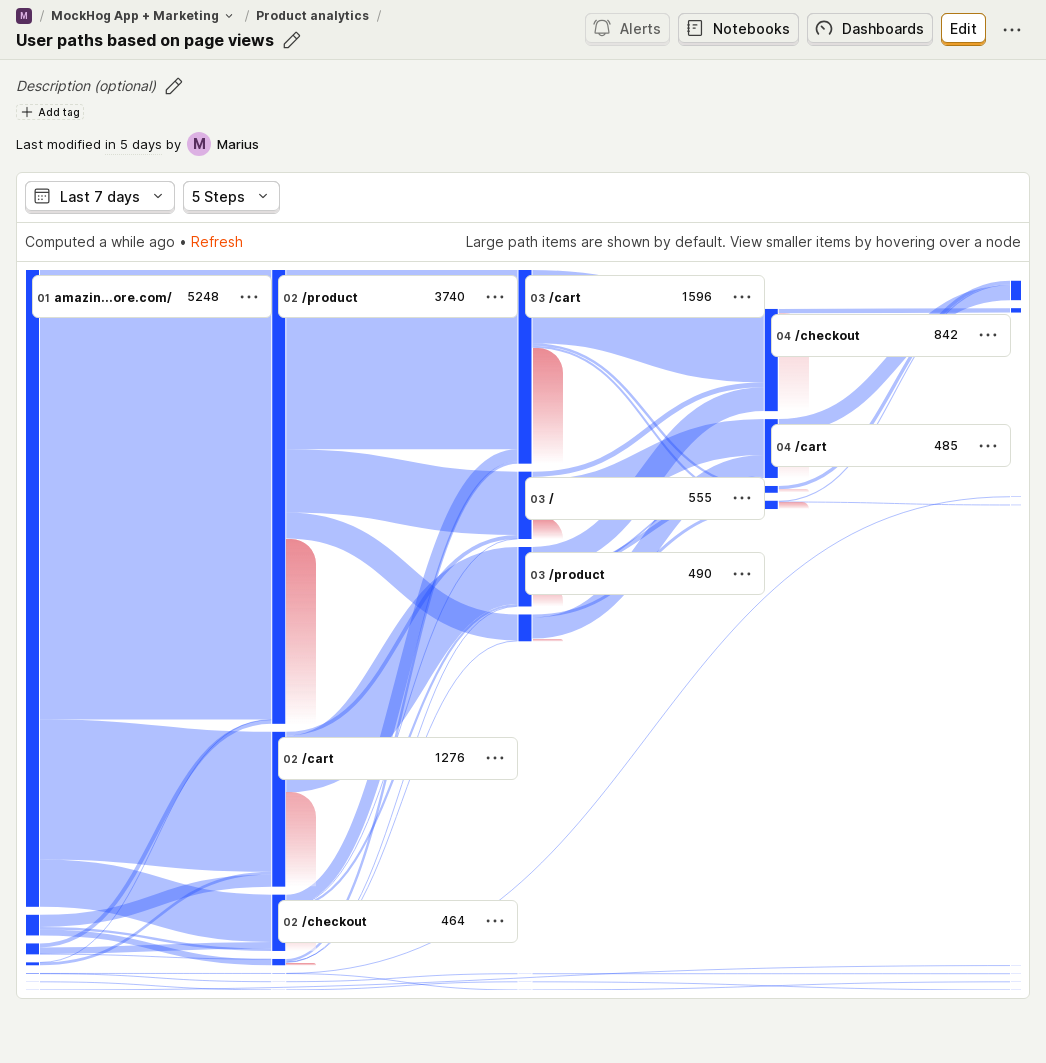 M / MockHog App + Marketing / Product analytics /
User paths based on page views
Alerts Notebooks Dashboards Edit
Description (optional)
Add tag
Last modified in 5 days by M Marius
Last 7 days 5 Steps
Computed a while ago • Refresh
Large path items are shown by default. View smaller items by hovering over a node
01 amazin...ore.com/ 5248
02 /product 3740
03 /cart 1596
04 /checkout 842
04 /cart 485
03 / 555
03 /product 490
02 /cart 1276
02 /checkout 464